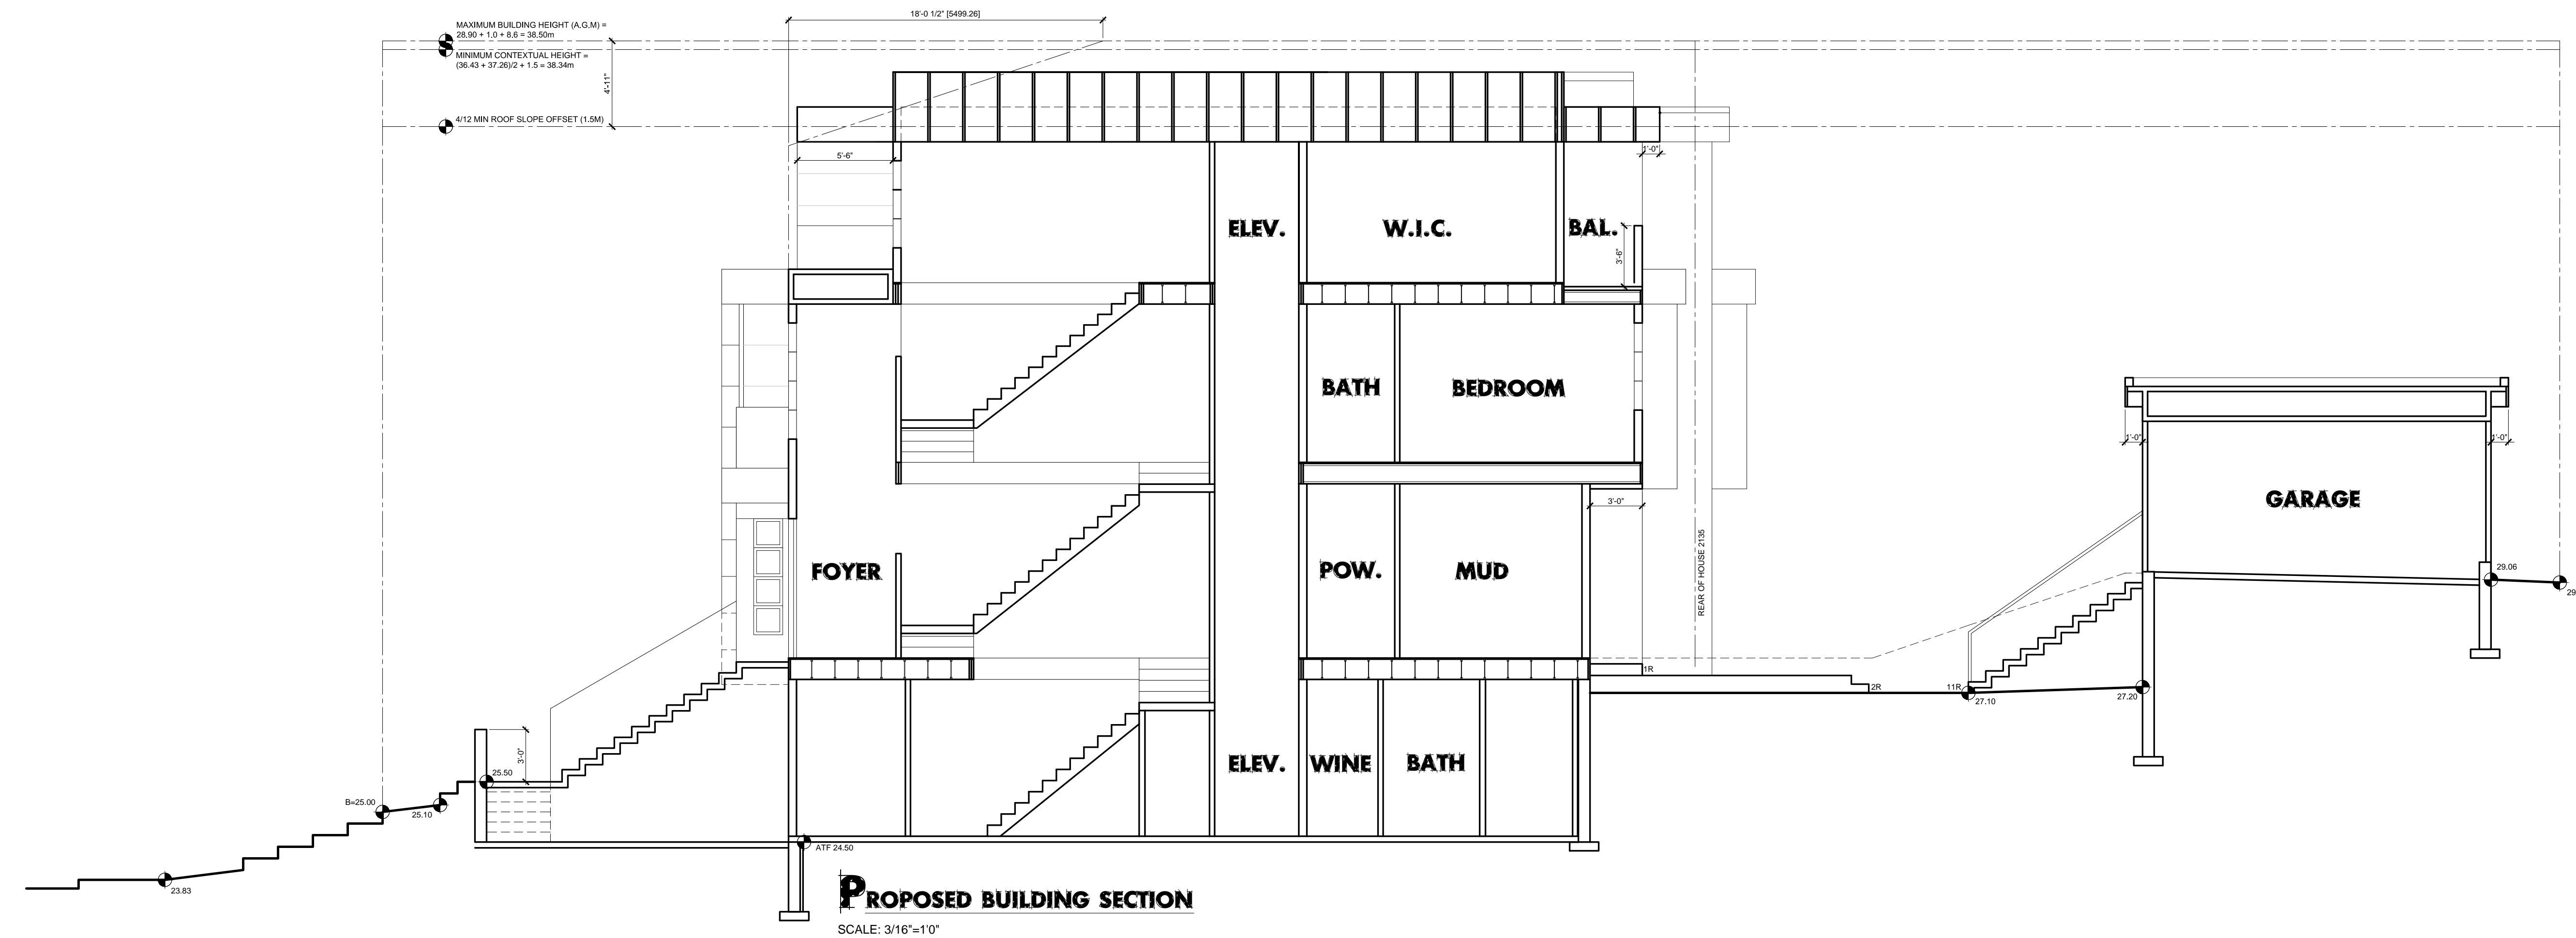 18'-0 1/2" [5499.26]
MAXIMUM BUILDING HEIGHT (A.G.M) =
28.90 + 1.0 + 8.6 = 38.50m
MINIMUM CONTEXTUAL HEIGHT =
(36.43 + 37.26)/2 + 1.5 = 38.34m
4'-11"
4/12 MIN ROOF SLOPE OFFSET (1.5M)
5'-6"
1'-0"
ELEV.
W.I.C.
BAL.
3'-6"
BATH
BEDROOM
1'-0"
1'-0"
3'-0"
GARAGE
FOYER
POW.
MUD
REAR OF HOUSE 2135
29.06
29
1R
2R
11R
27.10
27.20
3'-0"
25.50
B=25.00
25.10
ELEV.
WINE
BATH
ATF 24.50
23.83
PROPOSED BUILDING SECTION
SCALE: 3/16"=1'0"